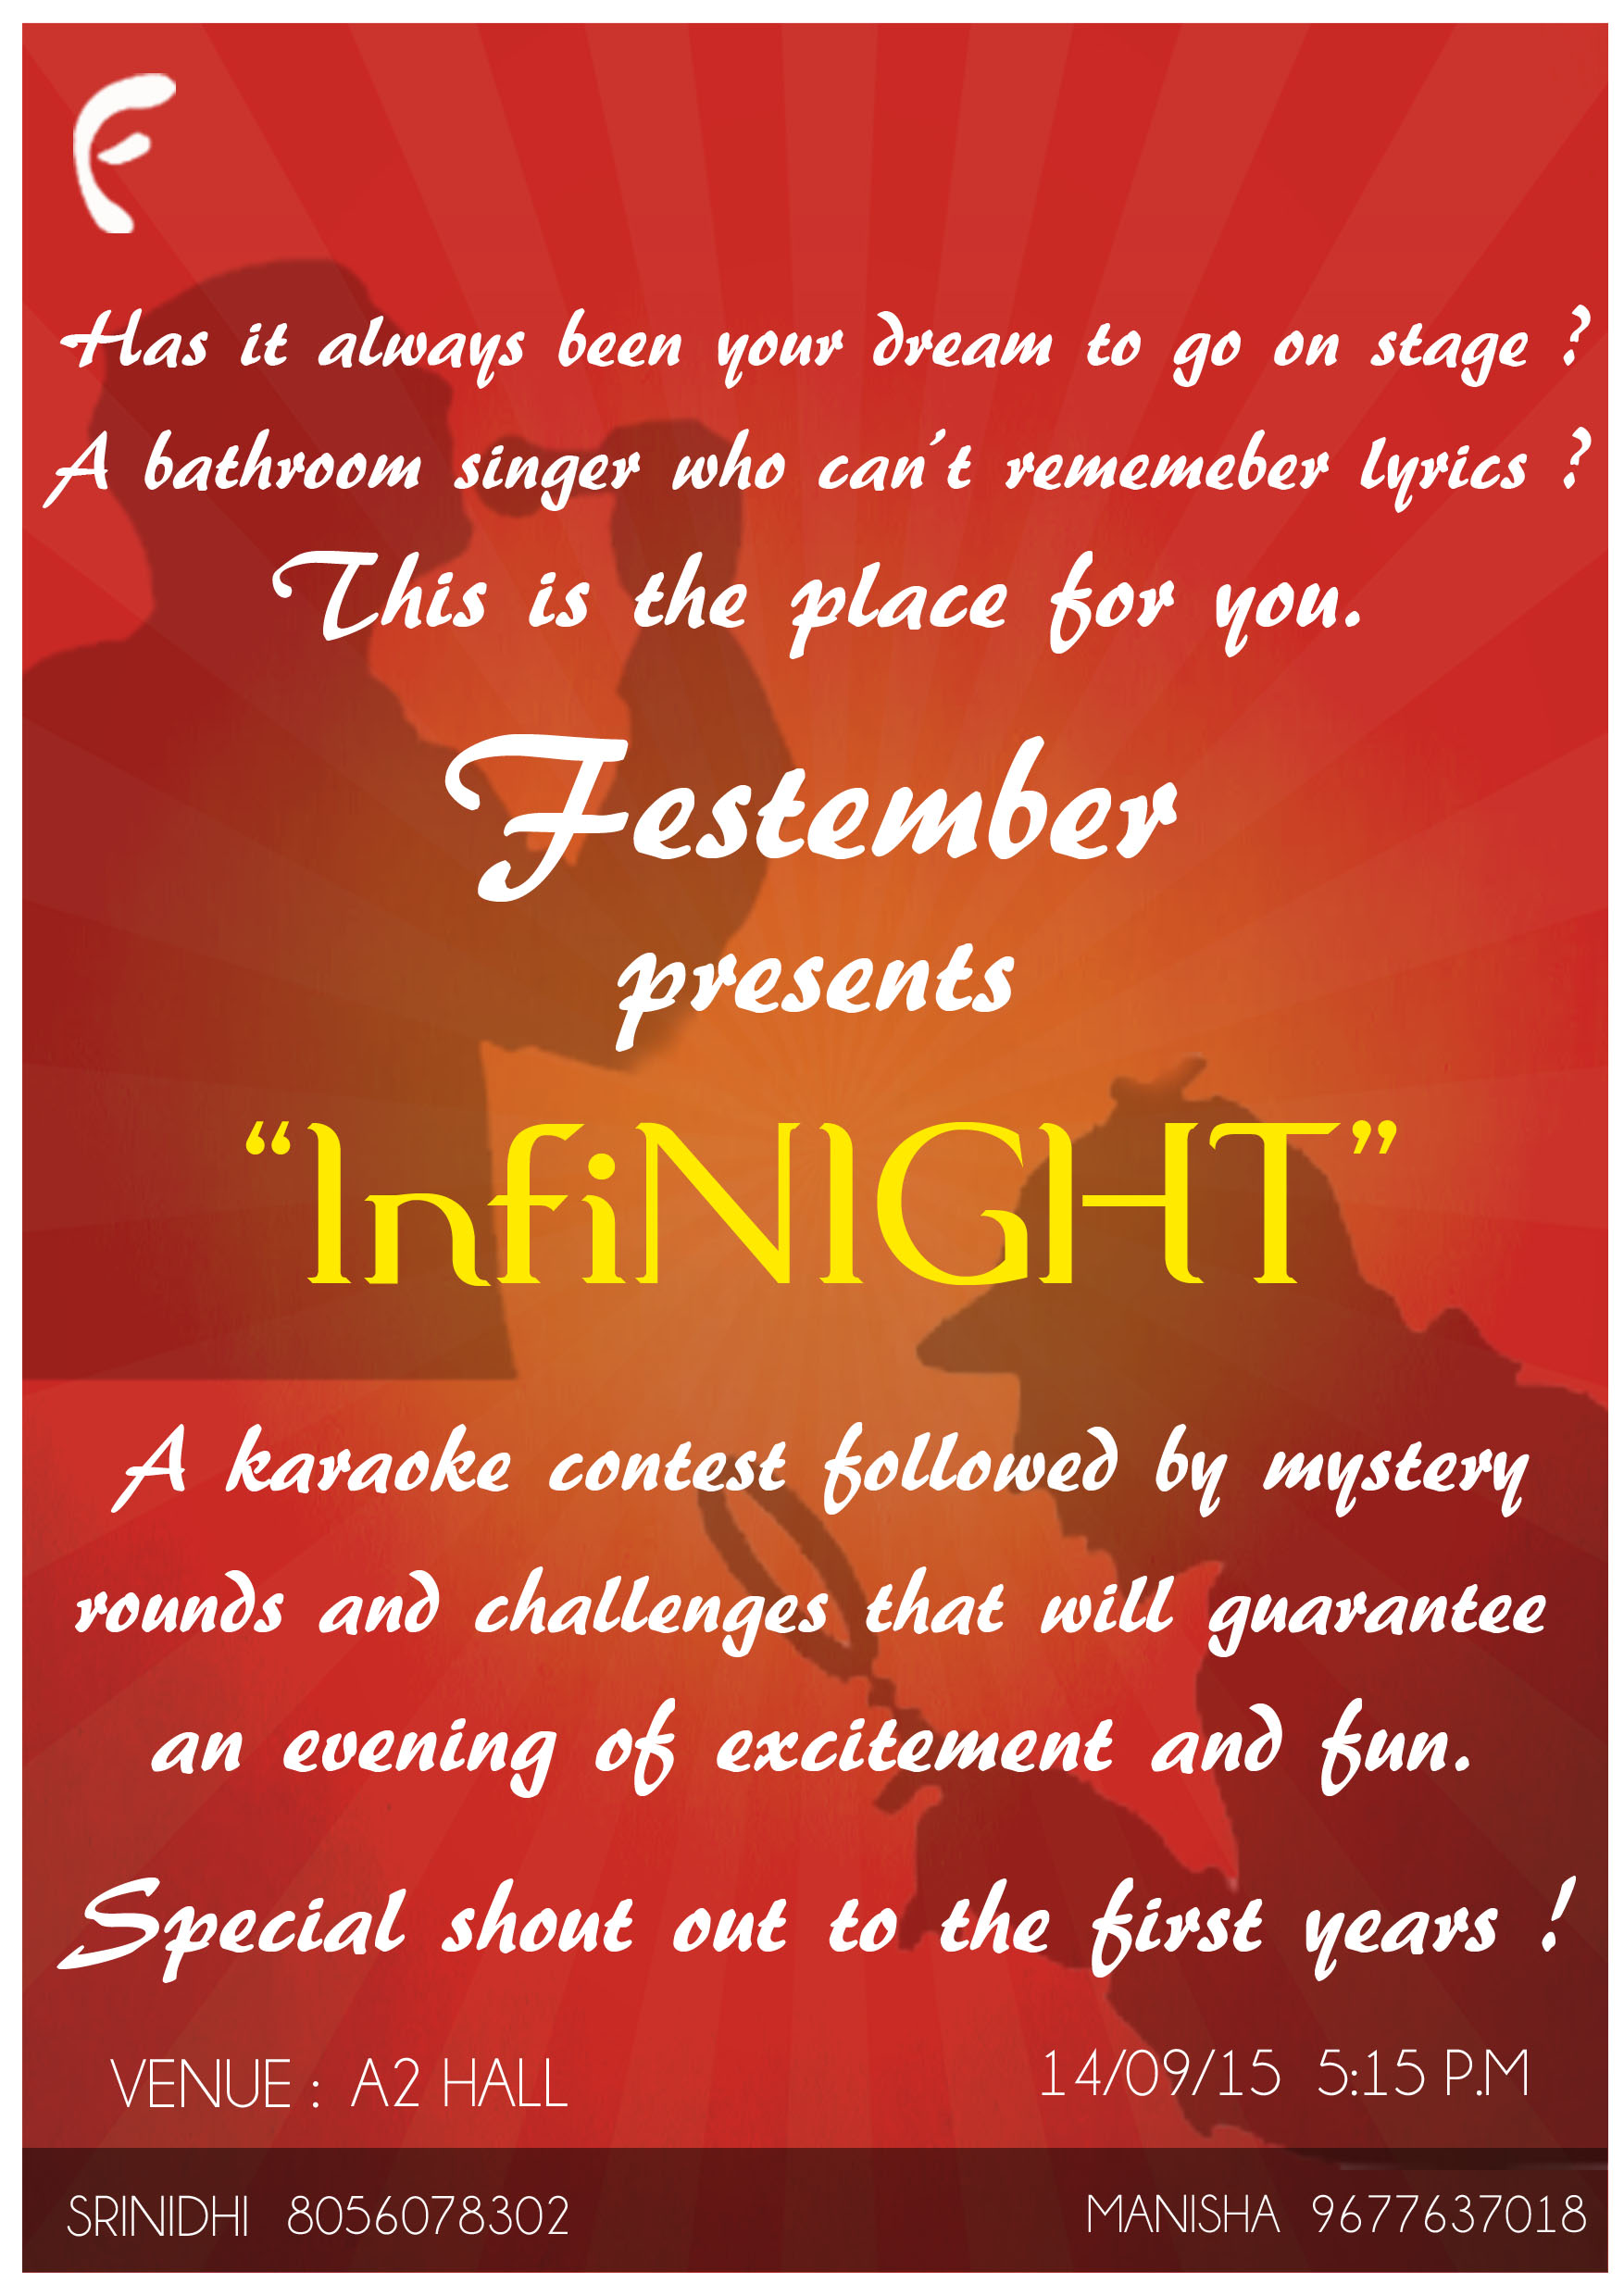 F
Has it always been your dream to go on stage ?
A bathroom singer who can't rememeber lyrics ?
This is the place for you.
Festember
presents
“InfiNIGHT”
A karaoke contest followed by mystery
rounds and challenges that will guarantee
an evening of excitement and fun.
Special shout out to the first years !
VENUE : A2 HALL
14/09/15 5:15 P.M
SRINIDHI 8056078302
MANISHA 9677637018